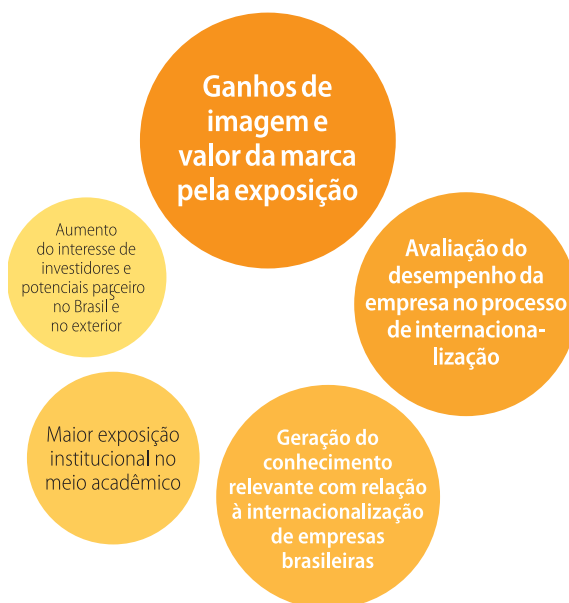 Ganhos de
imagem e
valor da marca
pela exposição
Avaliação do
desempenho da
empresa no processo
de internaciona-
lização
Geração do
conhecimento
relevante com relação
à internacionalização
de empresas
brasileiras
Maior exposição
institucional no
meio acadêmico
Aumento
do interesse de
investidores e
potenciais parceiro
no Brasil e
no exterior